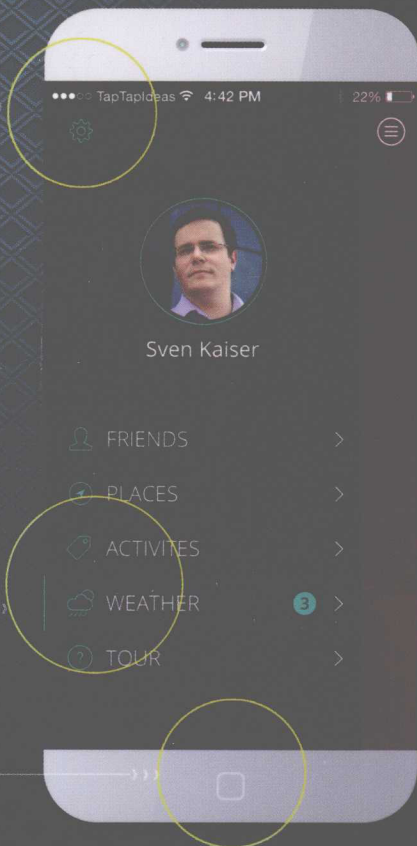 TapTapIdeas 4:42 PM 22%
Sven Kaiser
FRIENDS
PLACES
ACTIVITES
WEATHER 3
TOUR